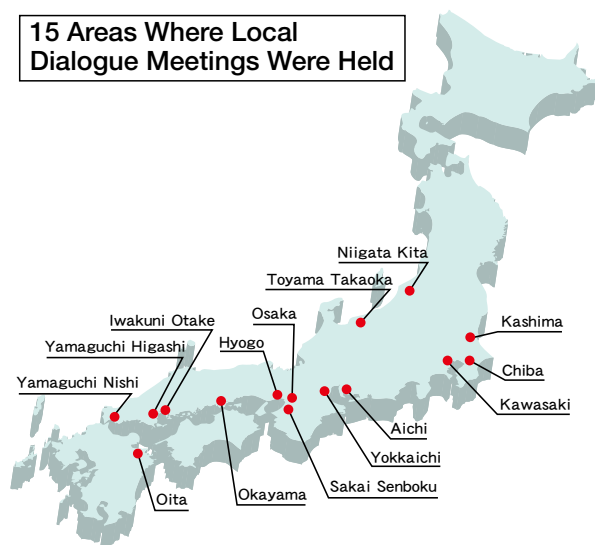 15 Areas Where Local
Dialogue Meetings Were Held
Niigata Kita
Toyama Takaoka
Iwakuni Otake
Osaka
Kashima
Yamaguchi Higashi
Hyogo
Chiba
Yamaguchi Nishi
Kawasaki
Aichi
Yokkaichi
Sakai Senboku
Oita
Okayama